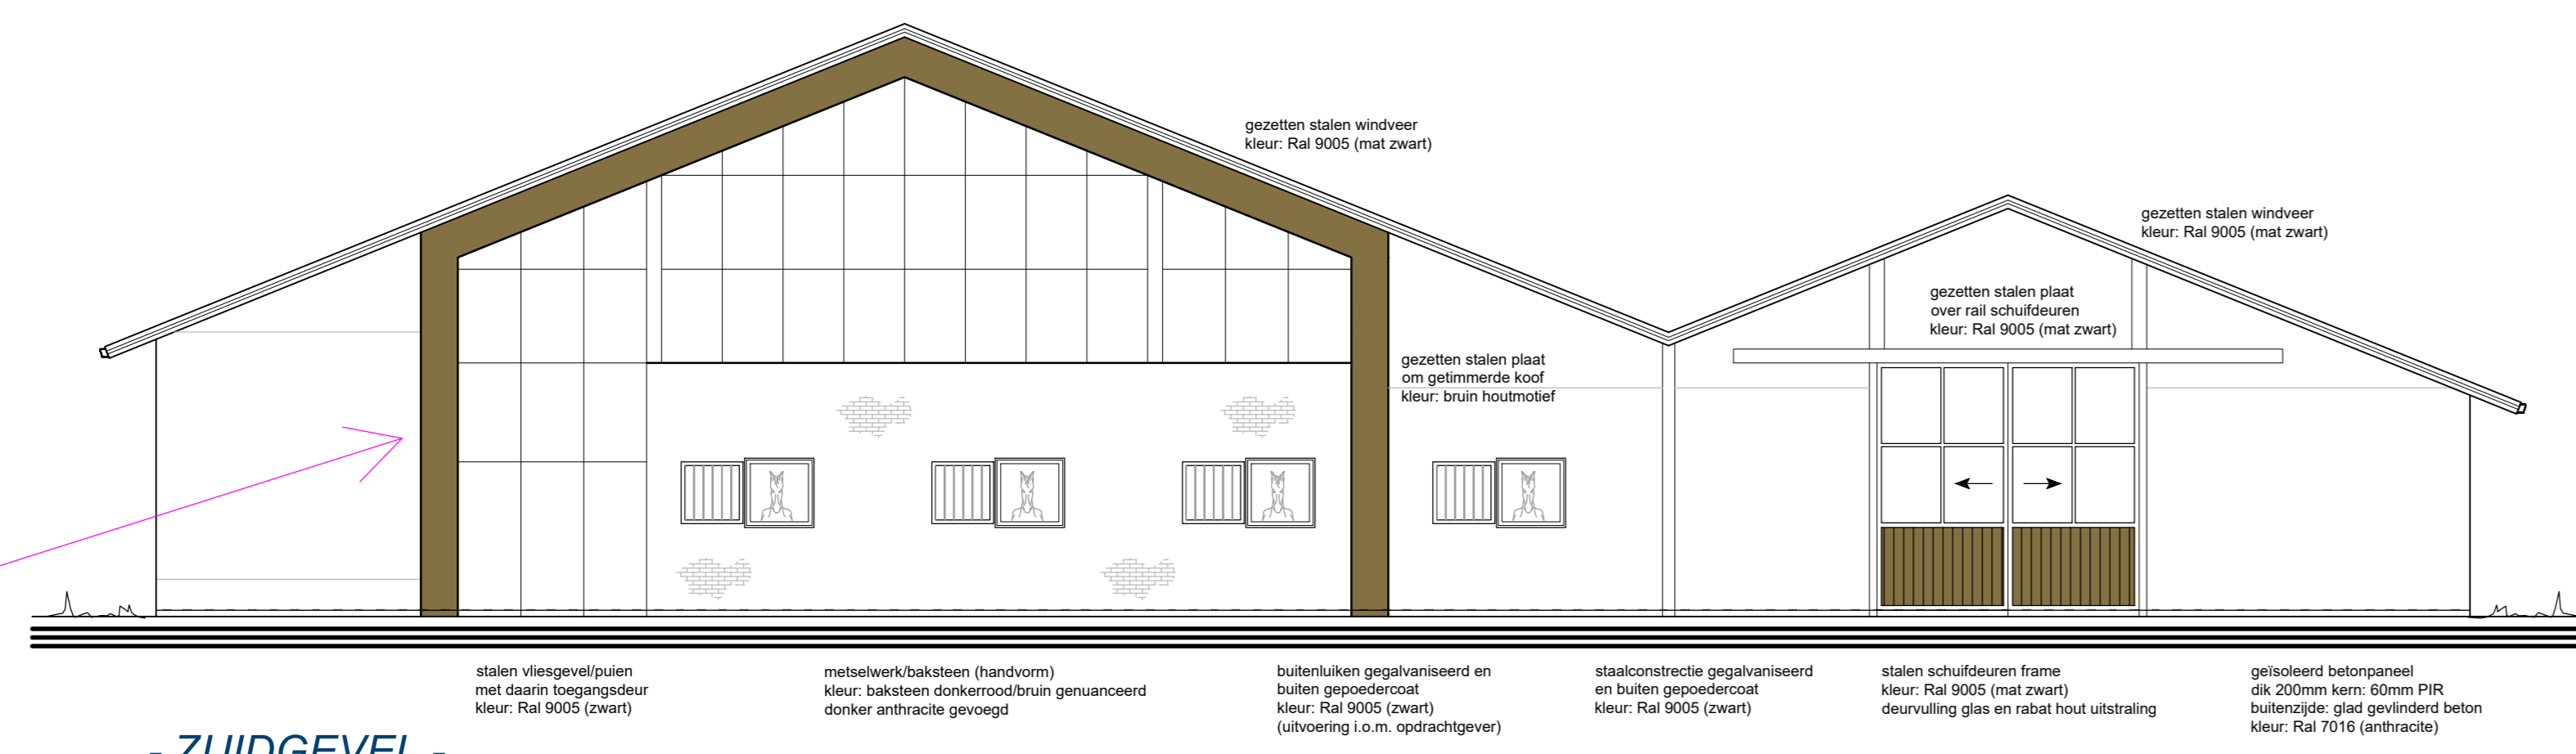 gezetten stalen windveer
kleur: Ral 9005 (mat zwart)
gezetten stalen windveer
kleur: Ral 9005 (mat zwart)
gezetten stalen plaat
over rail schuifdeuren
kleur: Ral 9005 (mat zwart)
gezetten stalen plaat
om getimmerde koof
kleur: bruin houtmotief
stalen vliesgevel/puien
met daarin toegangsdeur
kleur: Ral 9005 (zwart)
metselwerk/baksteen (handvorm)
kleur: baksteen donkerrood/bruin genuanceerd
donker anthracite gevoegd
buitenluiken gegalvaniseerd en
buiten gepoedercoat
kleur: Ral 9005 (zwart)
(uitvoering i.o.m. opdrachtgever)
staalconstrectie gegalvaniseerd
en buiten gepoedercoat
kleur: Ral 9005 (zwart)
stalen schuifdeuren frame
kleur: Ral 9005 (mat zwart)
deurvulling glas en rabat hout uitstraling
geïsoleerd betonpaneel
dik 200mm kern: 60mm PIR
buitenzijde: glad gevlinderd beton
kleur: Ral 7016 (anthracite)
- ZUIDGEVEL -